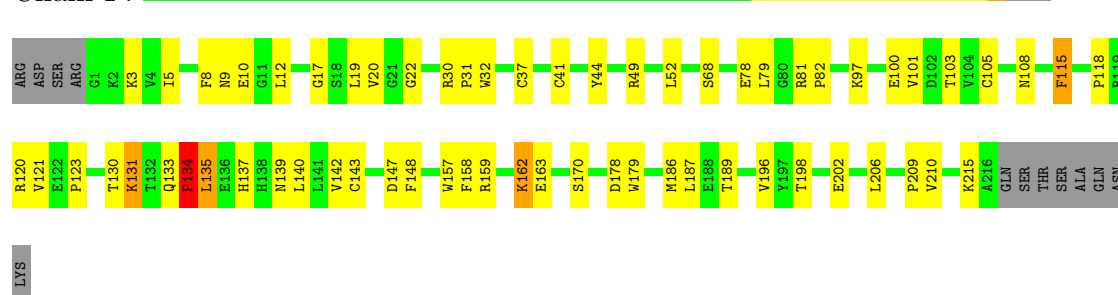 ARG ASP SER ARG G1 K2 K3 V4 I5 F8 N9 E10 G11 L12 G17 S18 L19 V20 G21 G22 R30 P31 W32 C37 C41 Y44 R49 L52 S68 E78 L79 G80 R81 P82 K97 E100 V101 D102 T103 V104 C105 N108 F115 P118
R120 V121 E122 P123 T130 K131 T132 Q133 P134 L135 E136 H137 H138 N139 L140 L141 V142 C143 D147 F148 W157 F158 R159 K162 E163 S170 D178 W179 M186 L187 E188 T189 V196 Y197 T198 E202 L206 P209 V210 K215 A216 GLN SER THR SER ALA GLN ASN
LYS